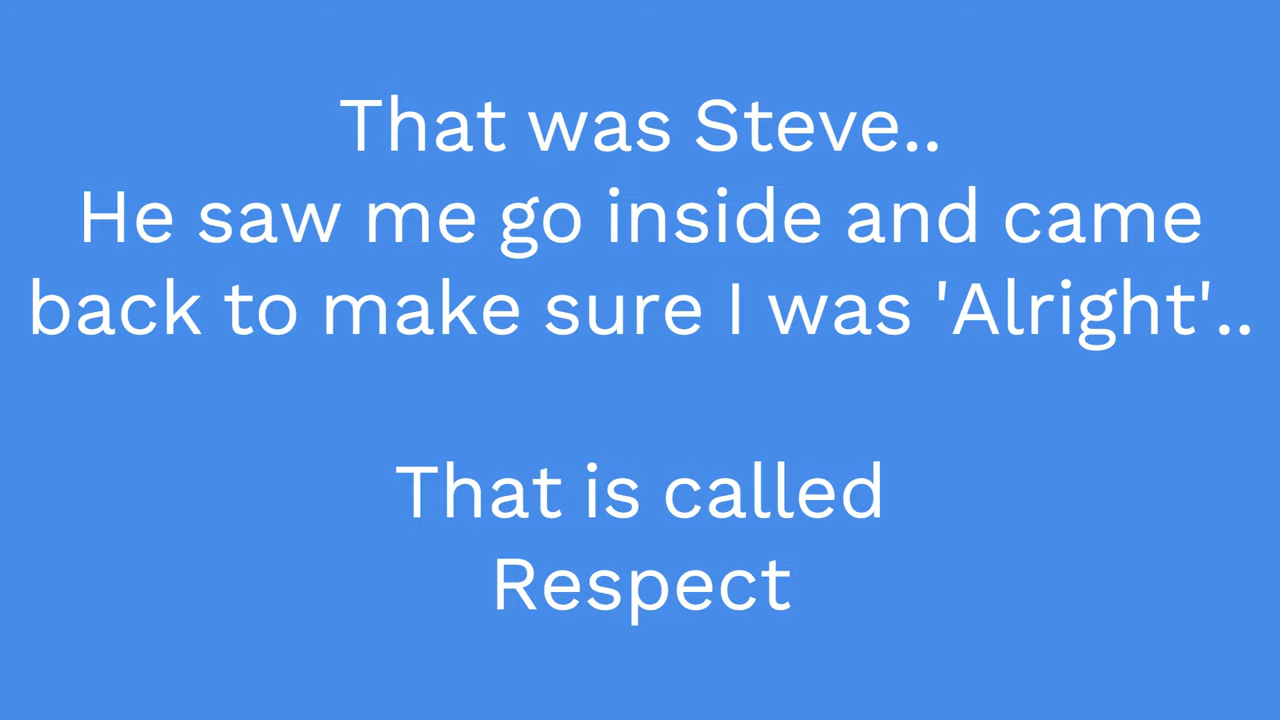 That was Steve..
He saw me go inside and came
back to make sure I was 'Alright'..
That is called
Respect